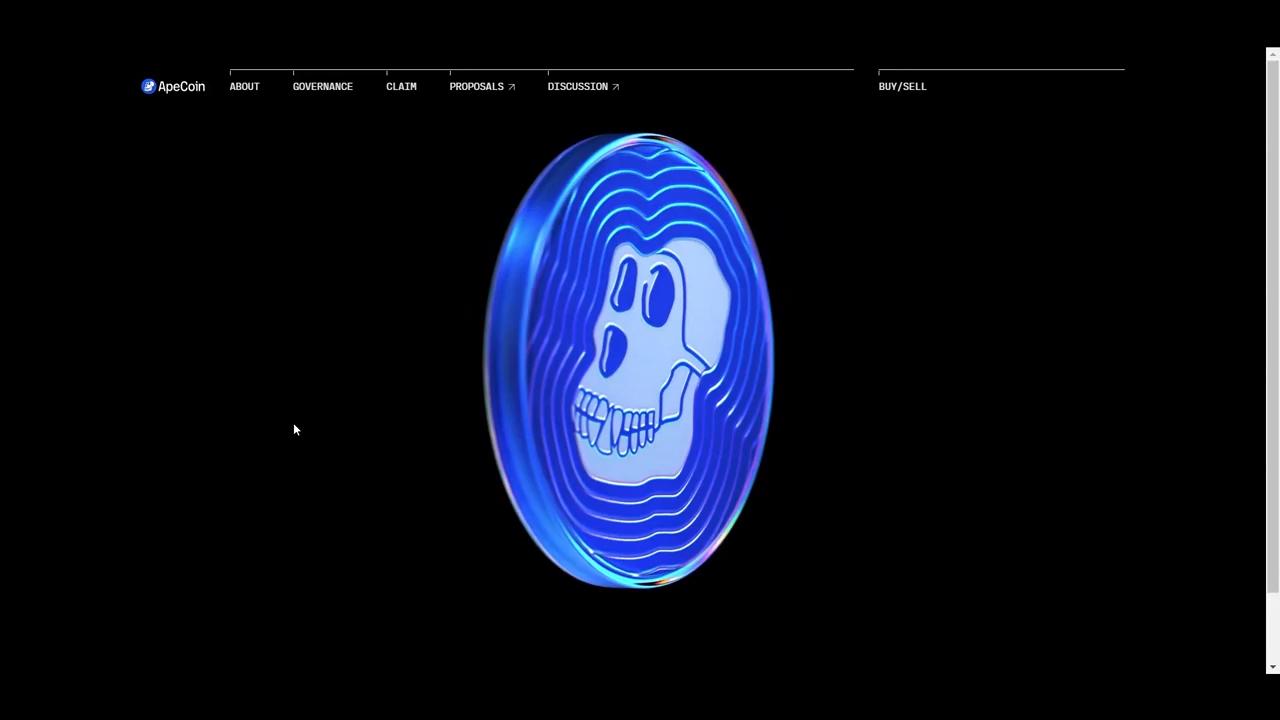 ApeCoin ABOUT GOVERNANCE CLAIM PROPOSALS ↗ DISCUSSION ↗ BUY/SELL